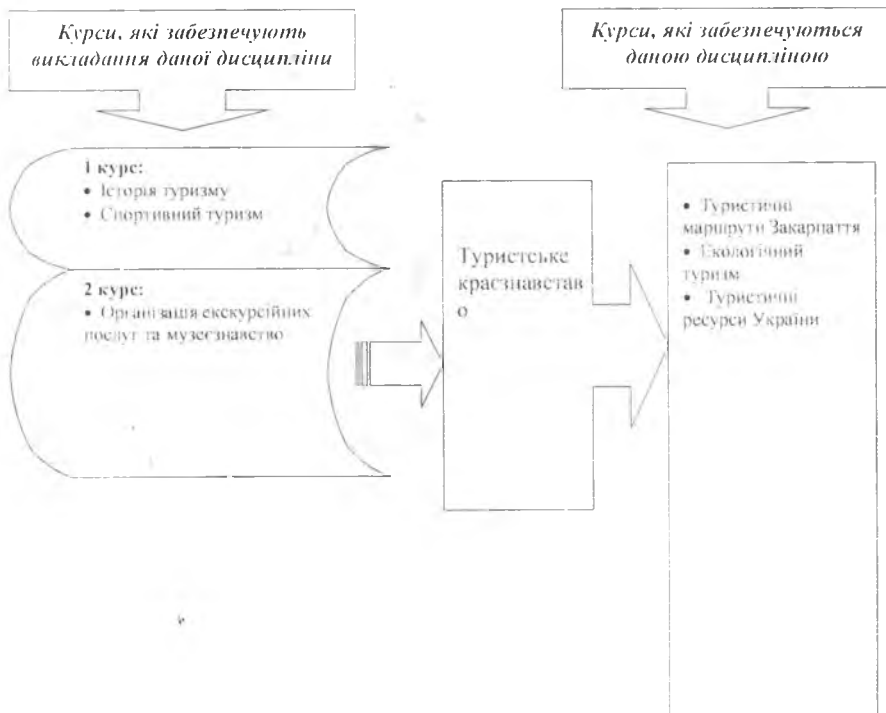 Курси, які забезпечують
викладання даної дисципліни
Курси, які забезпечуються
даною дисципліною
1 курс:
• Історія туризму
• Спортивний туризм
2 курс:
• Організація екскурсійних
послуг та музеєзнавство
Туристське
краєзнавстав
о
• Туристичні
маршрути Закарпаття
• Екологічний
туризм
• Туристичні
ресурси України